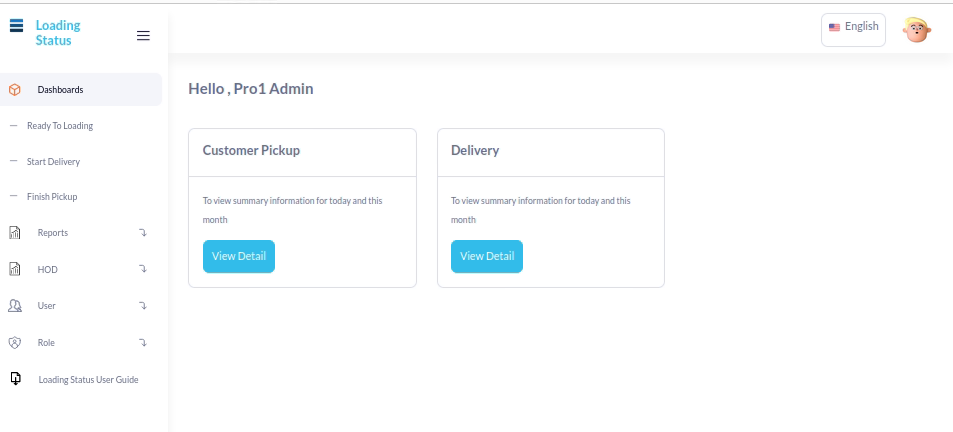 Loading
Status
English
Dashboards
Ready To Loading
Start Delivery
Finish Pickup
Reports
HOD
User
Role
Loading Status User Guide
Hello , Pro1 Admin
Customer Pickup
To view summary information for today and this
month
View Detail
Delivery
To view summary information for today and this
month
View Detail